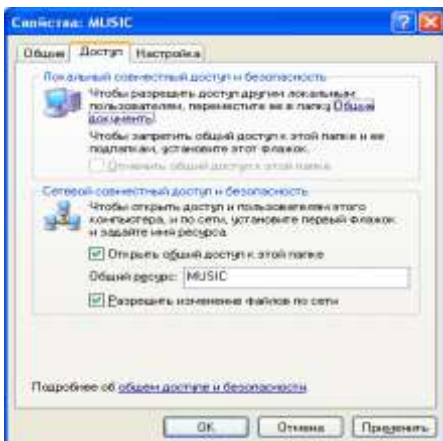 Свойства: MUSIC
Общие Доступ Настройка
Локальный совместный доступ и безопасность
Чтобы разрешить доступ другим локальным
пользователям, переместите ее в папку Общие
документы.
Чтобы запретить общий доступ к этой папке и ее
подпапкам, установите этот флажок.
Отменить общий доступ к этой папке
Сетевой совместный доступ и безопасность
Чтобы открыть доступ и пользователям этого
компьютера, и по сети, установите первый флажок
и задайте имя ресурса.
Открыть общий доступ к этой папке
Общий ресурс: MUSIC
Разрешить изменение файлов по сети
Подробнее об общем доступе и безопасности.
OK Отмена Применить